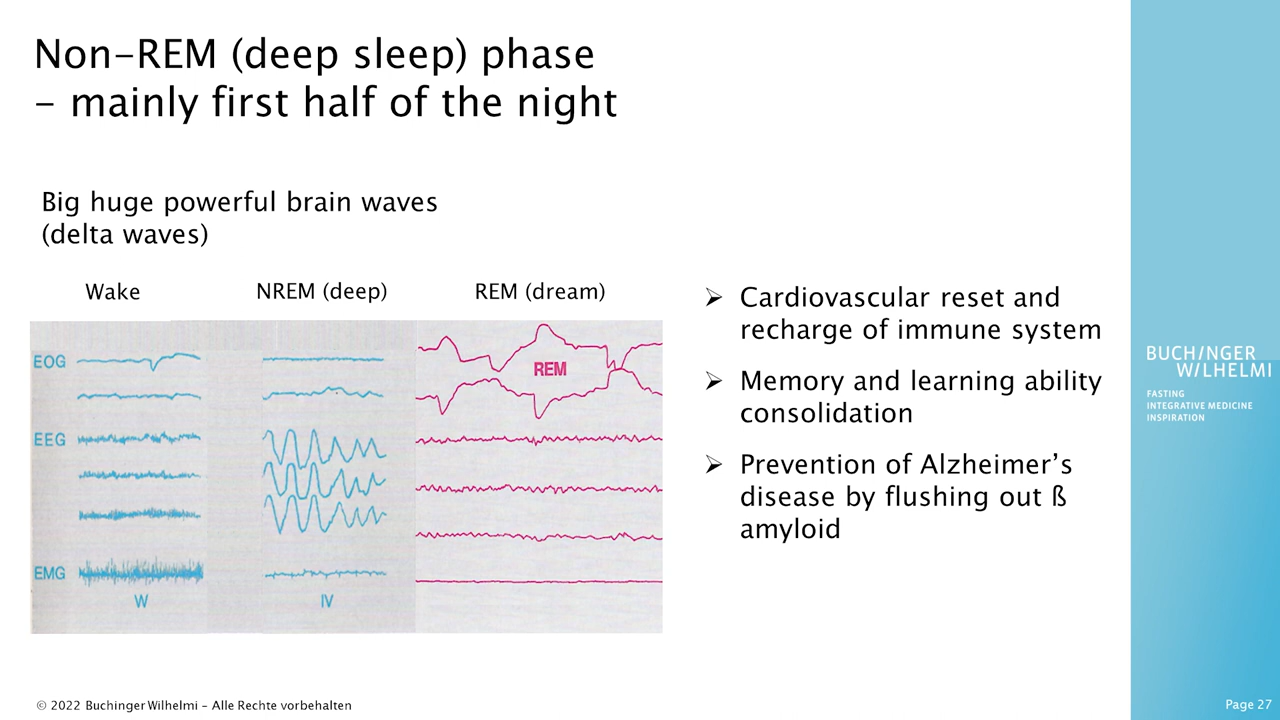 Non-REM (deep sleep) phase
- mainly first half of the night
Big huge powerful brain waves
(delta waves)
Wake
NREM (deep)
REM (dream)
EOG
REM
EEG
EMG
W
IV
➢ Cardiovascular reset and
recharge of immune system
➢ Memory and learning ability
consolidation
➢ Prevention of Alzheimer’s
disease by flushing out ß
amyloid
BUCHINGER
WILHELMI
FASTING
INTEGRATIVE MEDICINE
INSPIRATION
© 2022 Buchinger Wilhelmi – Alle Rechte vorbehalten
Page 27